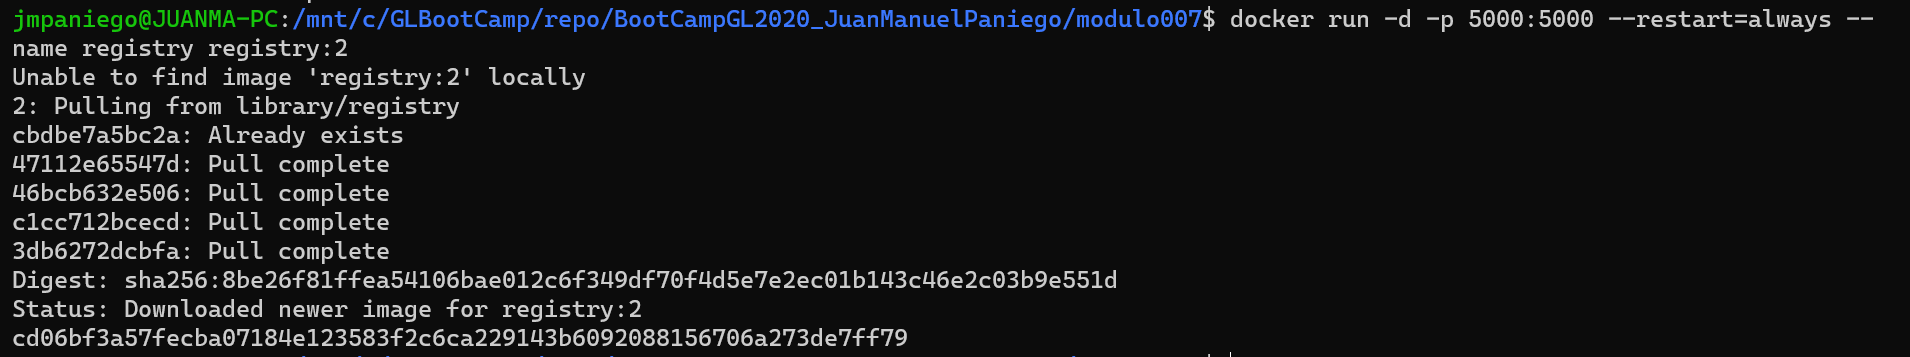 jmpaniego@JUANMA-PC:/mnt/c/GLBootCamp/repo/BootCampGL2020_JuanManuelPaniego/modulo007$ docker run -d -p 5000:5000 --restart=always --
name registry registry:2
Unable to find image 'registry:2' locally
2: Pulling from library/registry
cbdbe7a5bc2a: Already exists
47112e65547d: Pull complete
46bcb632e506: Pull complete
c1cc712bcecd: Pull complete
3db6272dcbfa: Pull complete
Digest: sha256:8be26f81ffea54106bae012c6f349df70f4d5e7e2ec01b143c46e2c03b9e551d
Status: Downloaded newer image for registry:2
cd06bf3a57fecba07184e123583f2c6ca229143b6092088156706a273de7ff79